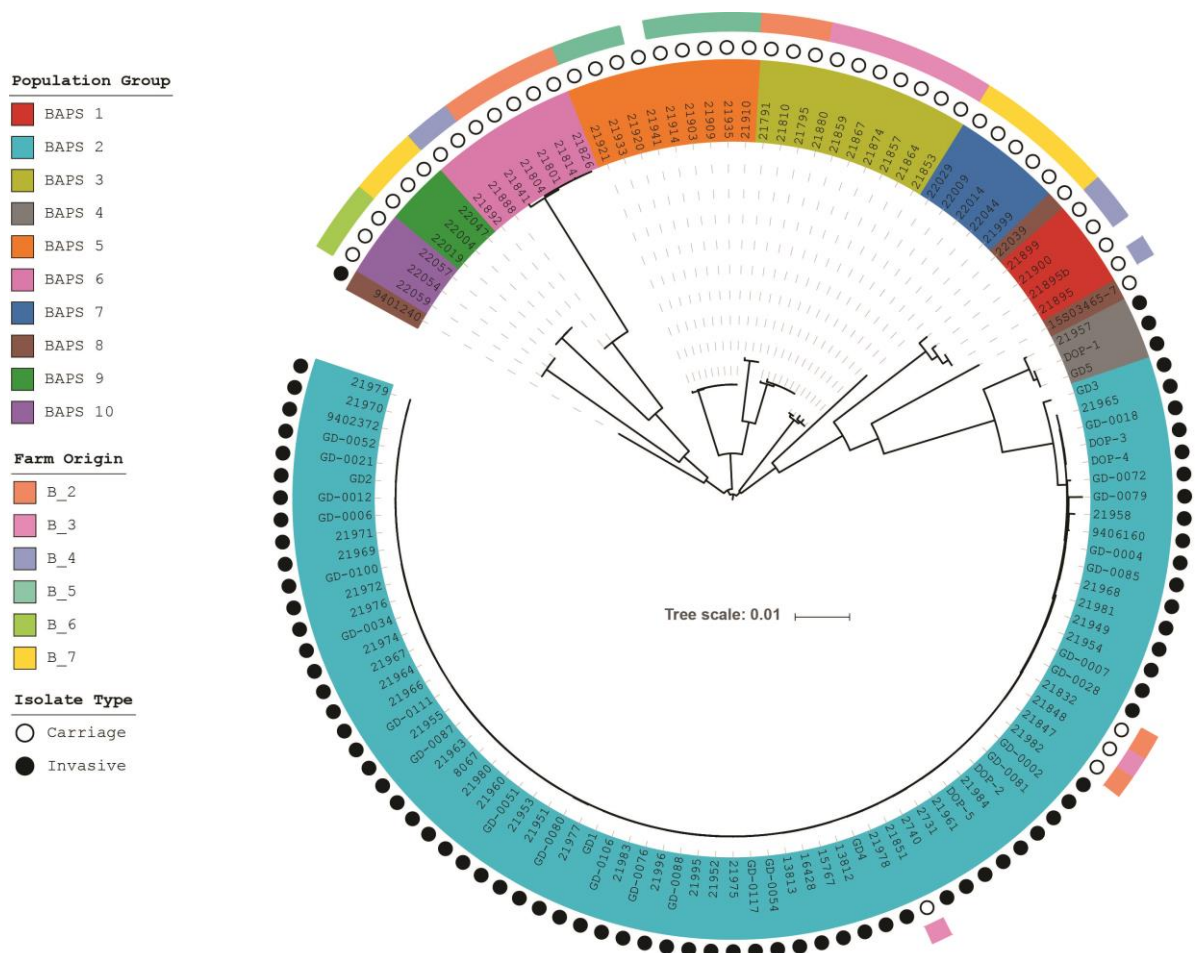 Population Group
BAPS 1
BAPS 2
BAPS 3
BAPS 4
BAPS 5
BAPS 6
BAPS 7
BAPS 8
BAPS 9
BAPS 10
Farm Origin
B_2
B_3
B_4
B_5
B_6
B_7
Isolate Type
Carriage
Invasive
9401240
22059
22054
22057
22019
22004
22047
21892
21888
21841
21804
21801
21814
21826
21921
21933
21920
21941
21914
21903
21909
21935
21910
21791
21810
21795
21880
21859
21867
21874
21857
21864
21853
22029
22009
22014
22044
21999
22039
21899
21900
21895b
21895
15S03465-7
21957
DOP-1
GD5
GD3
21965
GD-0018
DOP-3
DOP-4
GD-0072
GD-0079
21958
9406160
GD-0004
GD-0085
21968
21981
21949
21954
GD-0007
GD-0028
21832
21848
21847
21982
GD-0002
GD-0081
DOP-2
21984
DOP-5
21961
2731
2740
21851
21978
GD4
13812
15767
16428
13813
GD-0054
GD-0117
21975
21952
21995
GD-0088
21996
GD-0076
21983
GD-0106
GD1
21977
GD-0080
21951
21953
GD-0051
21960
21980
8067
21963
GD-0087
21955
GD-0111
21966
21964
21967
21974
GD-0034
21976
21972
GD-0100
21969
21971
GD-0006
GD-0012
GD2
GD-0021
GD-0052
9402372
21970
21979
Tree scale: 0.01